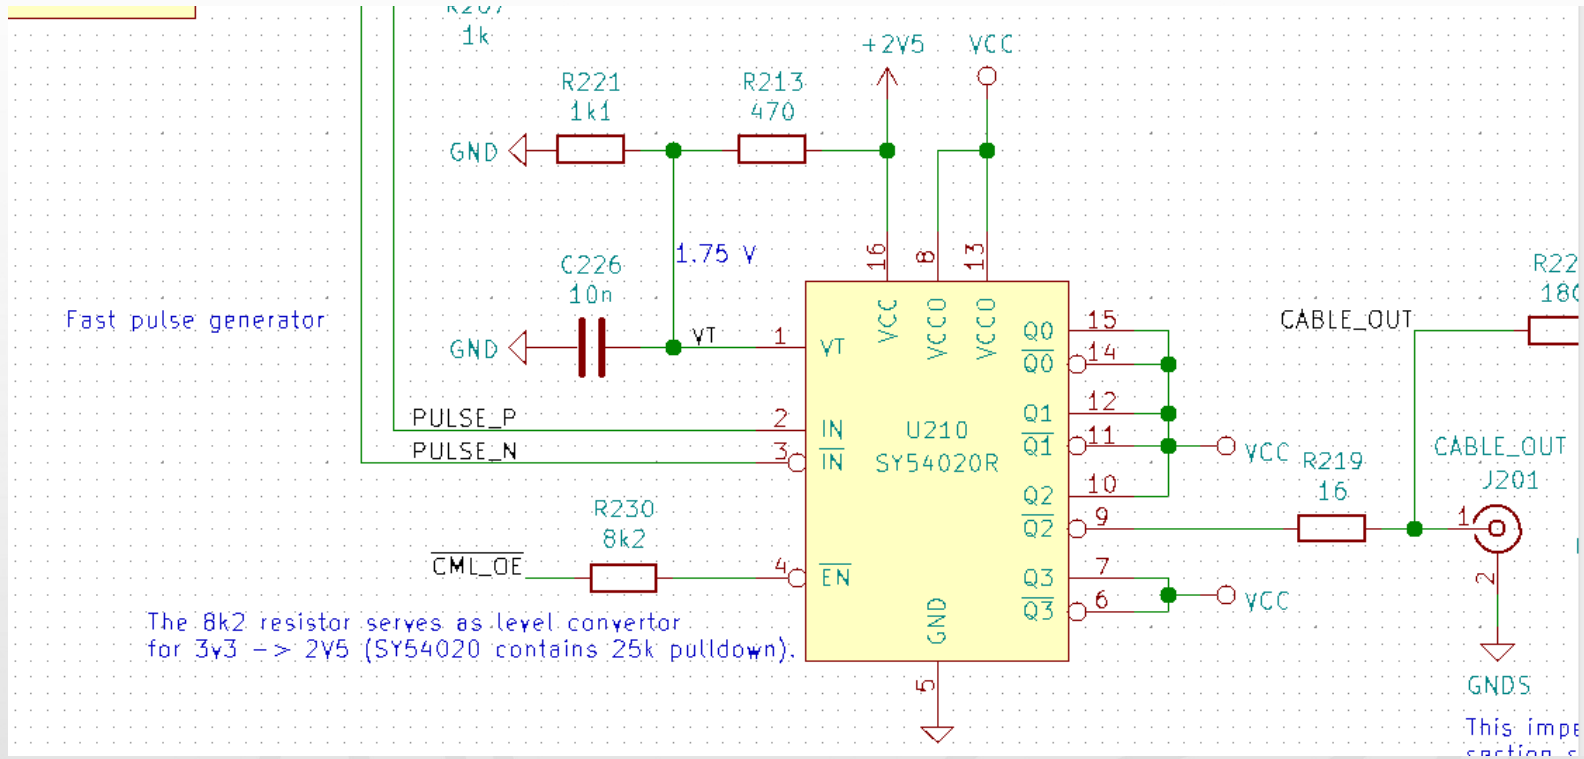 1k
+2V5
VCC
R221
1k1
R213
470
GND
1.75 V
C226
10n
GND
VT
Fast pulse generator
16
8
13
VCC
VCCO
VCCO
1
VT
PULSE_P
2
IN
PULSE_N
3
IN
U210
SY54020R
R230
8k2
CML_OE
4
EN
The 8k2 resistor serves as level convertor
for 3v3 -> 2V5 (SY54020 contains 25k pulldown).
GND
5
Q0
15
Q0
14
Q1
12
Q1
11
VCC
Q2
10
Q2
9
Q3
7
Q3
6
VCC
CABLE_OUT
R219
16
CABLE_OUT
J201
1
2
GNDS
This